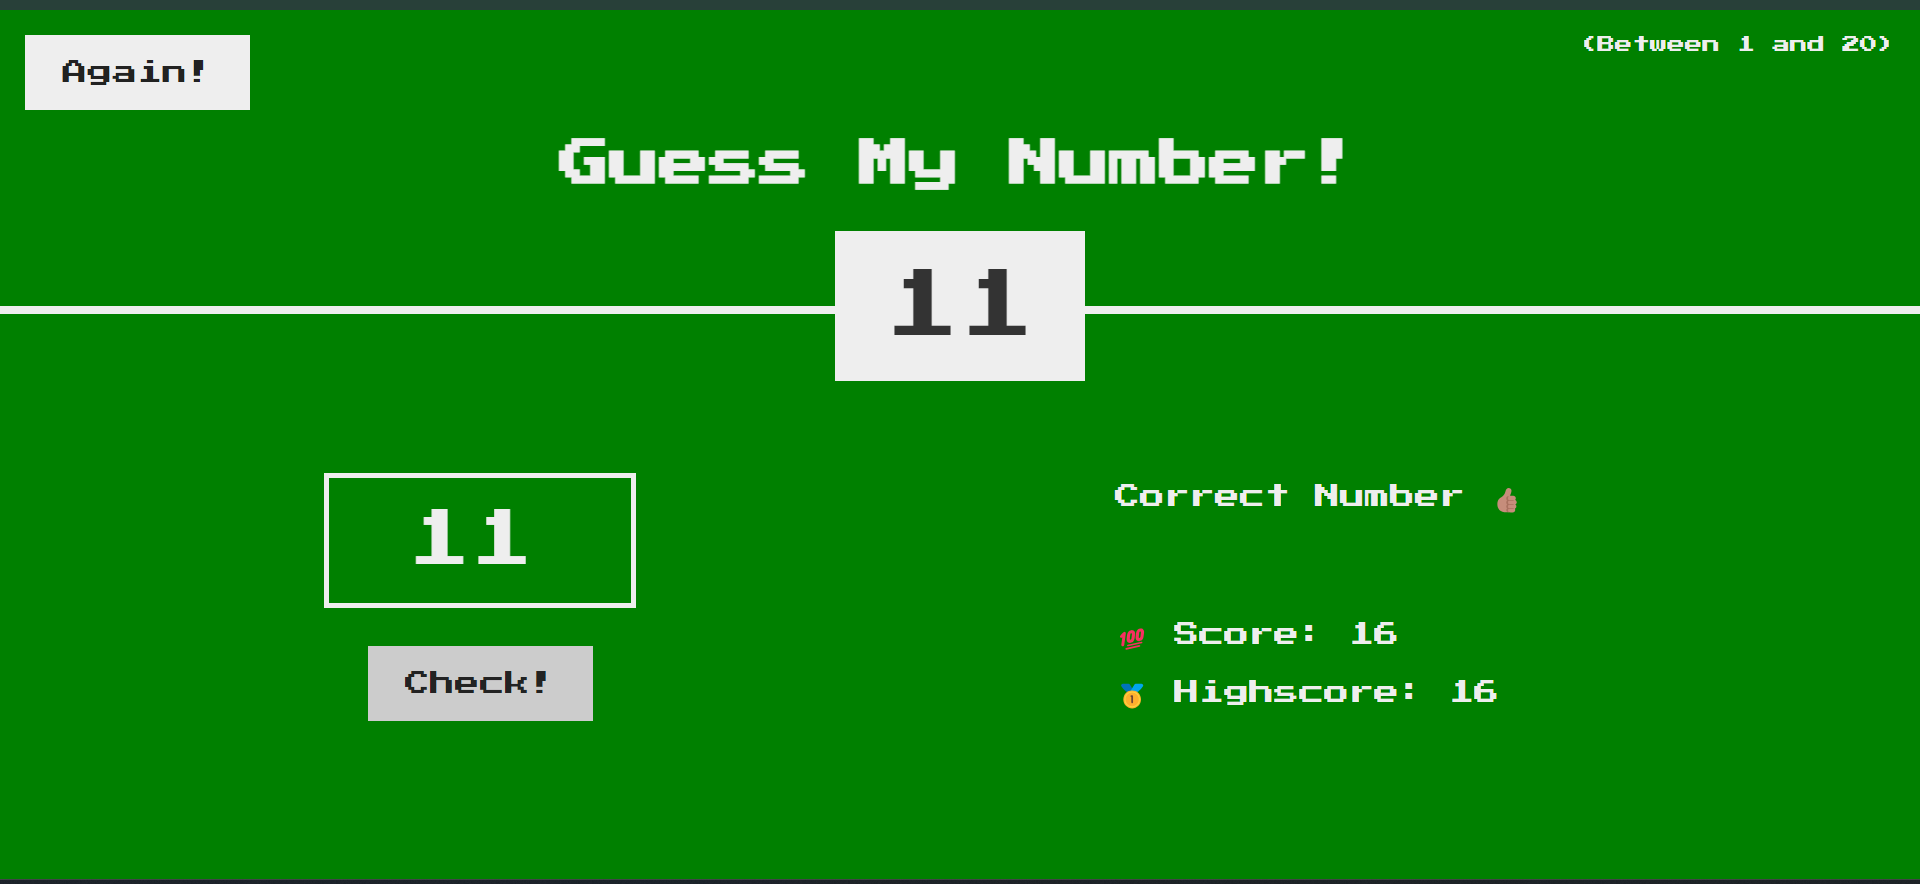 Again!
(Between 1 and 20)
Guess My Number!
11
11
Check!
Correct Number 👍🏽
💯 Score: 16
🥇 Highscore: 16